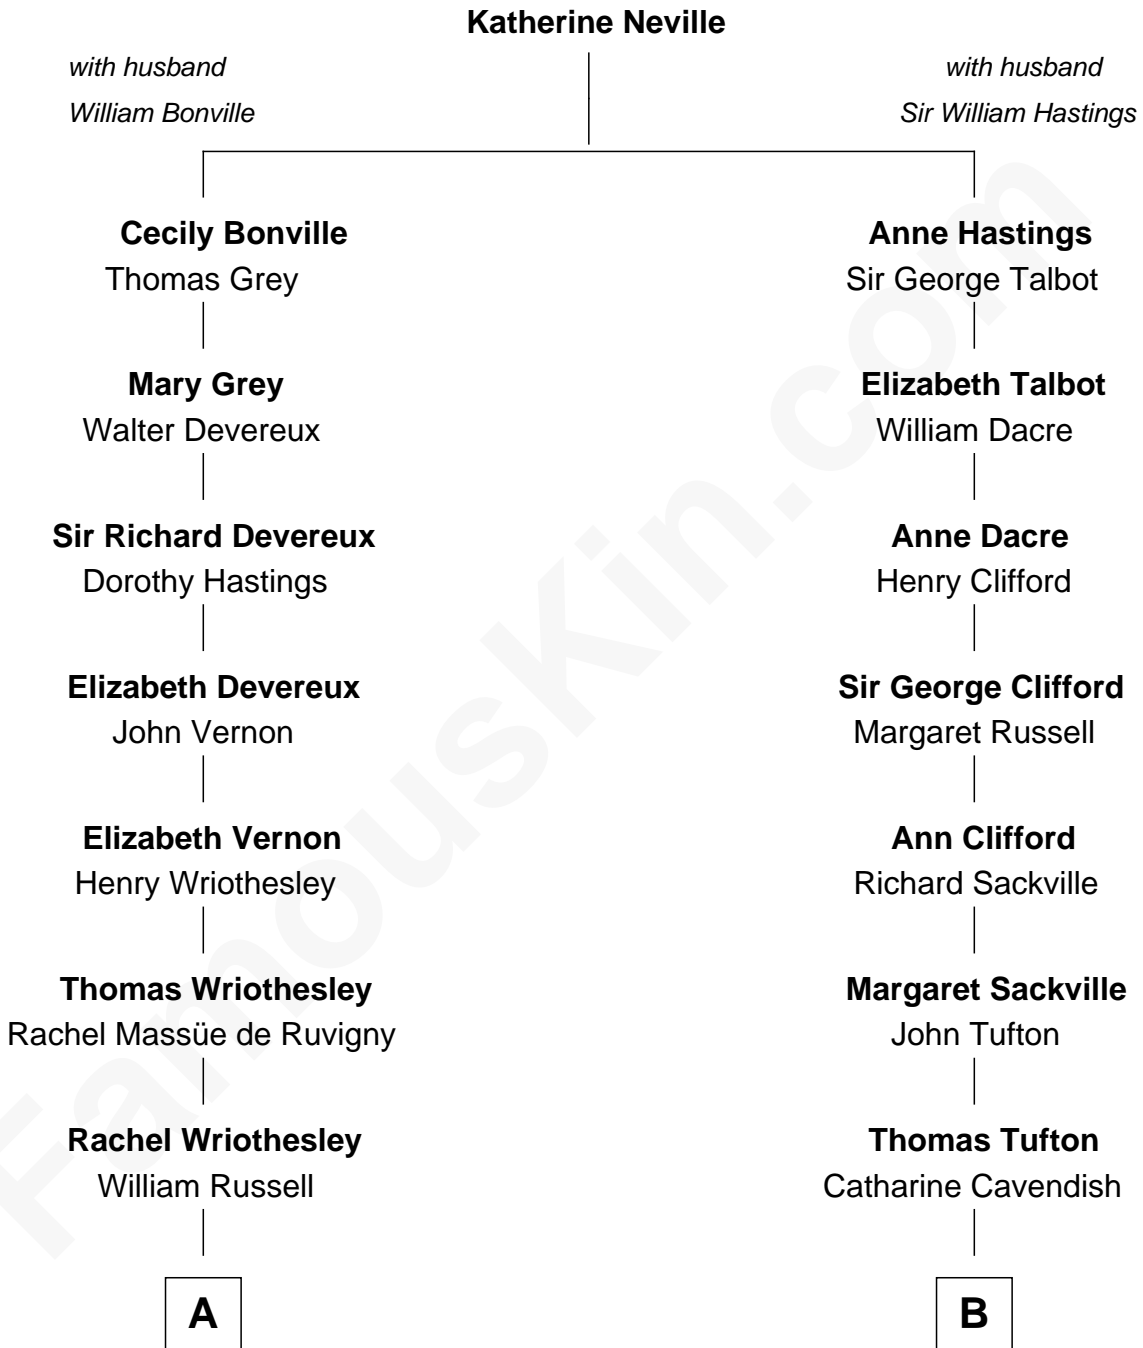 Katherine Neville
with husband
William Bonville
with husband
Sir William Hastings
Cecily Bonville
Thomas Grey
Anne Hastings
Sir George Talbot
Mary Grey
Walter Devereux
Elizabeth Talbot
William Dacre
Sir Richard Devereux
Dorothy Hastings
Anne Dacre
Henry Clifford
Elizabeth Devereux
John Vernon
Sir George Clifford
Margaret Russell
Elizabeth Vernon
Henry Wriothesley
Ann Clifford
Richard Sackville
Thomas Wriothesley
Rachel Massüe de Ruvigny
Margaret Sackville
John Tufton
Rachel Wriothesley
William Russell
Thomas Tufton
Catharine Cavendish
A
B
FamousKin.com